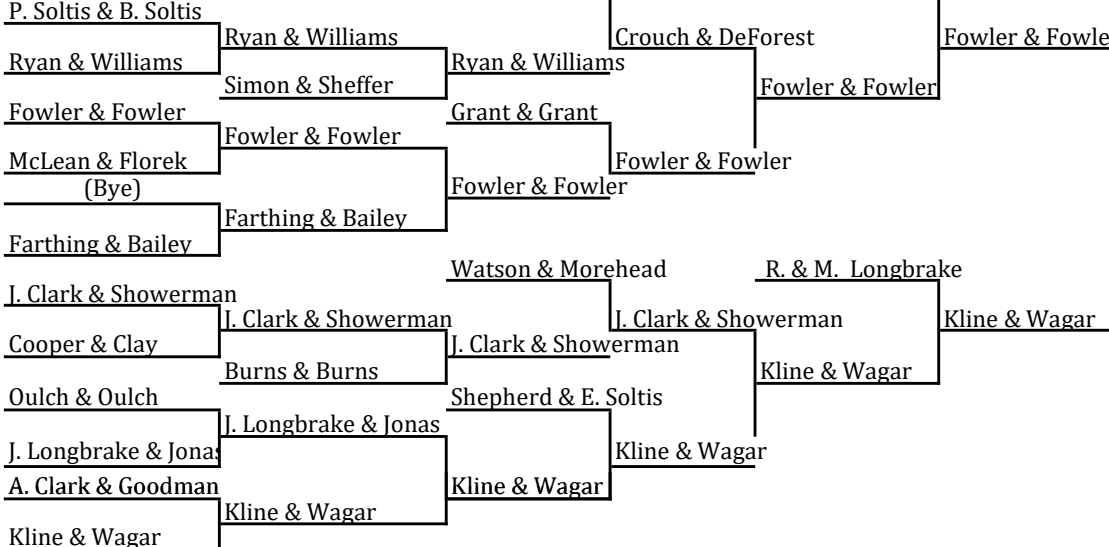 P. Soltis & B. Soltis
Ryan & Williams
Crouch & DeForest
Fowler & Fowle
Ryan & Williams
Ryan & Williams
Simon & Sheffer
Fowler & Fowler
Fowler & Fowler
Grant & Grant
Fowler & Fowler
McLean & Florek
Fowler & Fowler
(Bye)
Fowler & Fowler
Farthing & Bailey
Farthing & Bailey
Watson & Morehead
R. & M. Longbrake
J. Clark & Showerman
J. Clark & Showerman
J. Clark & Showerman
Kline & Wagar
Cooper & Clay
J. Clark & Showerman
Burns & Burns
Kline & Wagar
Oulch & Oulch
Shepherd & E. Soltis
J. Longbrake & Jonas
J. Longbrake & Jonas
Kline & Wagar
A. Clark & Goodman
Kline & Wagar
Kline & Wagar
Kline & Wagar